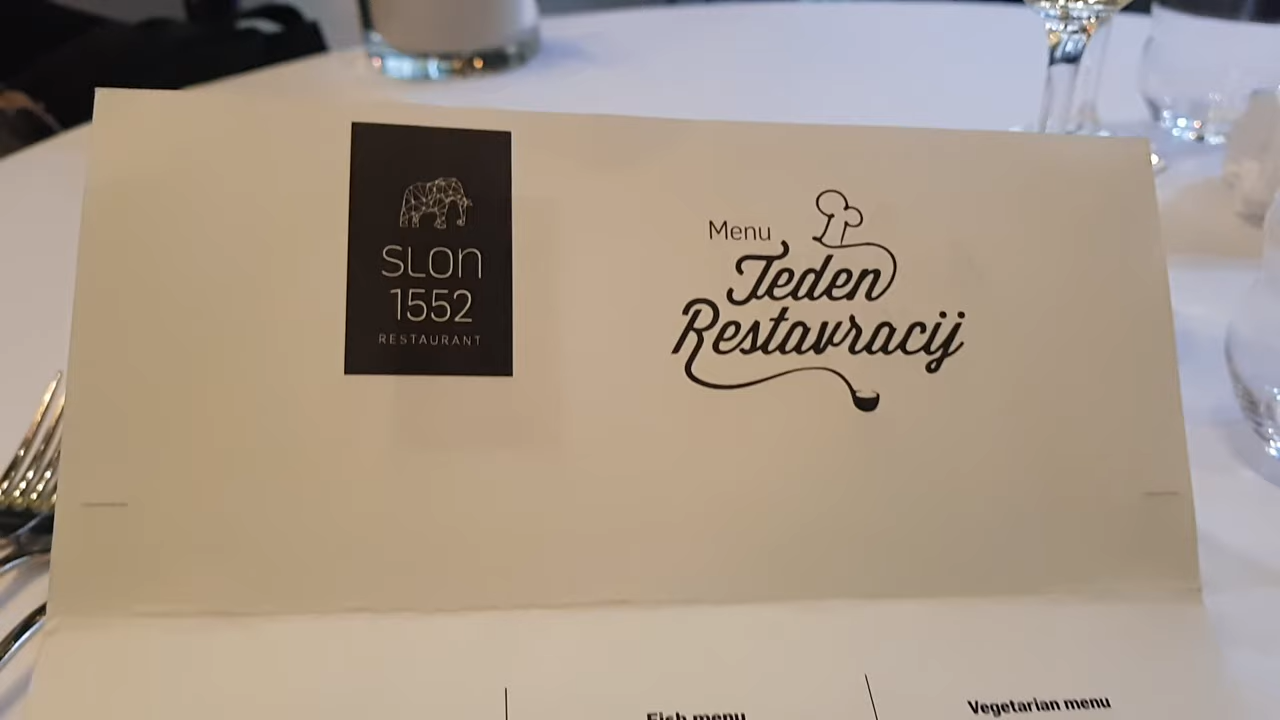 SLON
1552
RESTAURANT
Menu
Teden
Restavracij
Fish menu
Vegetarian menu